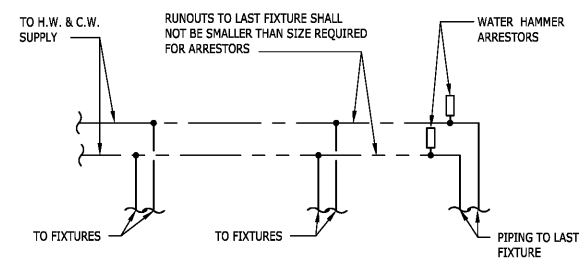 TO H.W. & C.W.
SUPPLY
RUNOUTS TO LAST FIXTURE SHALL
NOT BE SMALLER THAN SIZE REQUIRED
FOR ARRESTORS
WATER HAMMER
ARRESTORS
TO FIXTURES
TO FIXTURES
PIPING TO LAST
FIXTURE